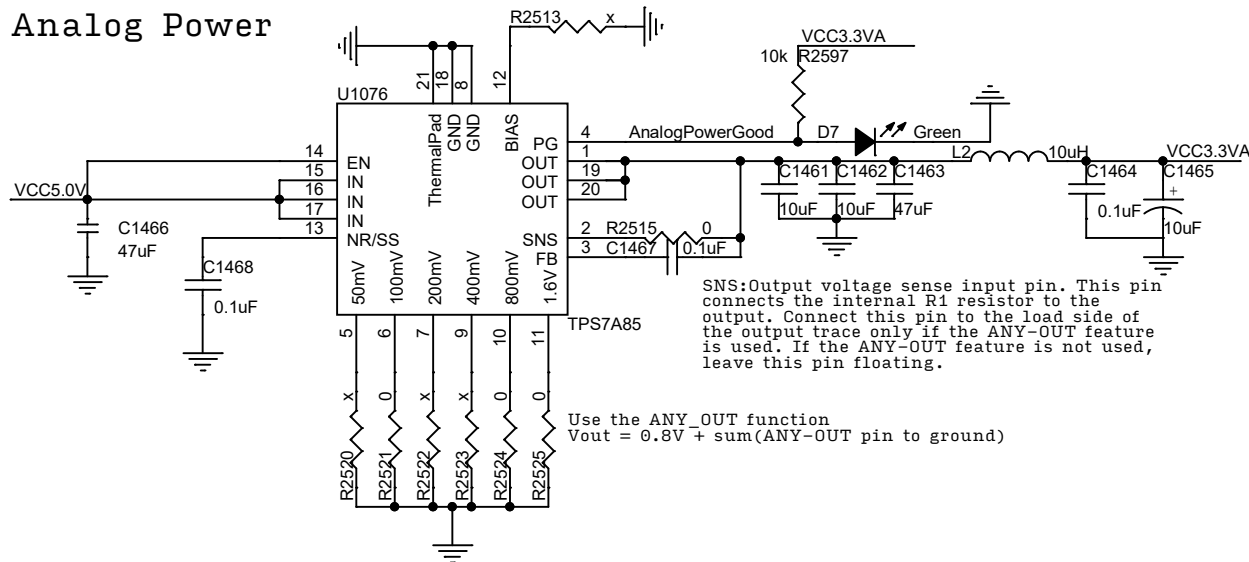 Analog Power
R2513
x
VCC3.3VA
10k
R2597
21
18
8
12
U1076
ThermalPad
GND
GND
BIAS
PG
4
AnalogPowerGood
D7
Green
14
EN
OUT
1
L2
10uH
VCC3.3VA
15
IN
OUT
19
C1461
C1462
C1463
C1464
C1465
VCC5.0V
16
IN
OUT
20
+
17
IN
10uF
10uF
47uF
0.1uF
10uF
C1466
47uF
13
NR/SS
SNS
2
R2515
0
FB
3
C1467
0.1uF
C1468
0.1uF
50mV
100mV
200mV
400mV
800mV
1.6V
SNS:Output voltage sense input pin. This pin
connects the internal R1 resistor to the
output. Connect this pin to the load side of
the output trace only if the ANY-OUT feature
is used. If the ANY-OUT feature is not used,
leave this pin floating.
TPS7A85
5
6
7
9
10
11
x
0
x
x
0
0
Use the ANY_OUT function
Vout = 0.8V + sum(ANY-OUT pin to ground)
R2520
R2521
R2522
R2523
R2524
R2525